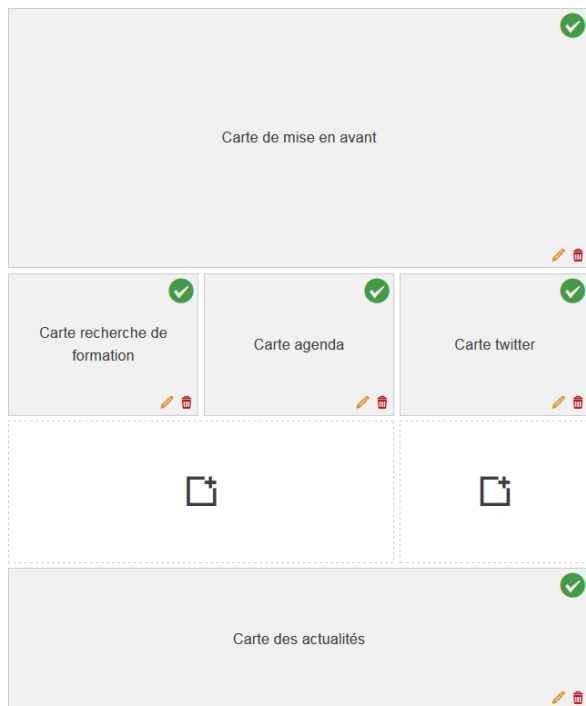 Carte de mise en avant
Carte recherche de
formation
Carte agenda
Carte twitter
Carte des actualités